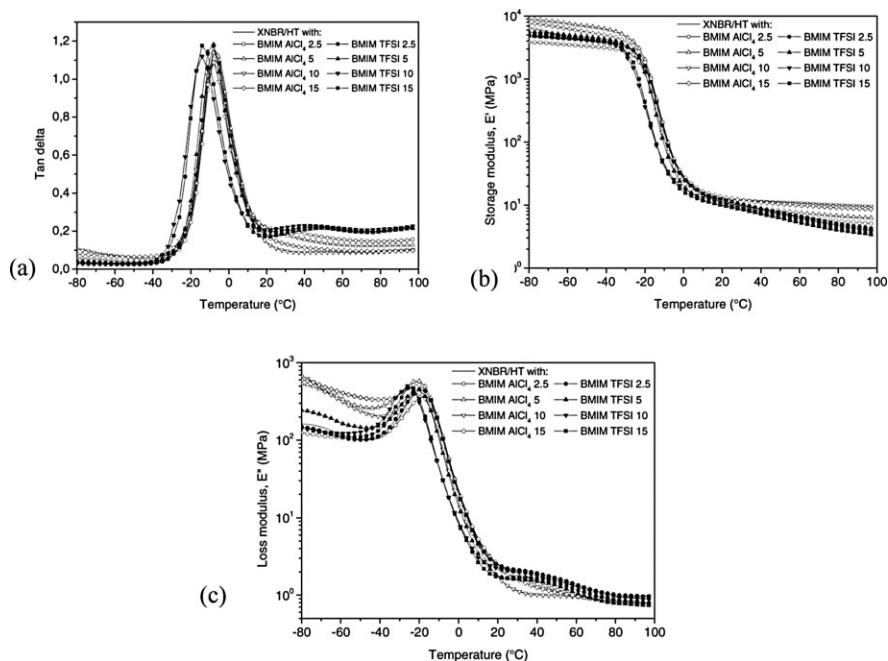 XNBR/HT with:
BMIM AlCl4 2.5 BMIM TFSI 2.5
BMIM AlCl4 5 BMIM TFSI 5
BMIM AlCl4 10 BMIM TFSI 10
BMIM AlCl4 15 BMIM TFSI 15
1,2
1,0
0,8
0,6
0,4
0,2
0,0
Tan delta
-80 -60 -40 -20 0 20 40 60 80 100
Temperature (°C)
(a)
XNBR/HT with:
BMIM AlCl4 2.5 BMIM TFSI 2.5
BMIM AlCl4 5 BMIM TFSI 5
BMIM AlCl4 10 BMIM TFSI 10
BMIM AlCl4 15 BMIM TFSI 15
10^4
10^3
10^2
10^1
10^0
Storage modulus, E' (MPa)
-80 -60 -40 -20 0 20 40 60 80 100
Temperature (°C)
(b)
XNBR/HT with:
BMIM AlCl4 2.5 BMIM TFSI 2.5
BMIM AlCl4 5 BMIM TFSI 5
BMIM AlCl4 10 BMIM TFSI 10
BMIM AlCl4 15 BMIM TFSI 15
10^3
10^2
10^1
10^0
Loss modulus, E" (MPa)
-80 -60 -40 -20 0 20 40 60 80 100
Temperature (°C)
(c)